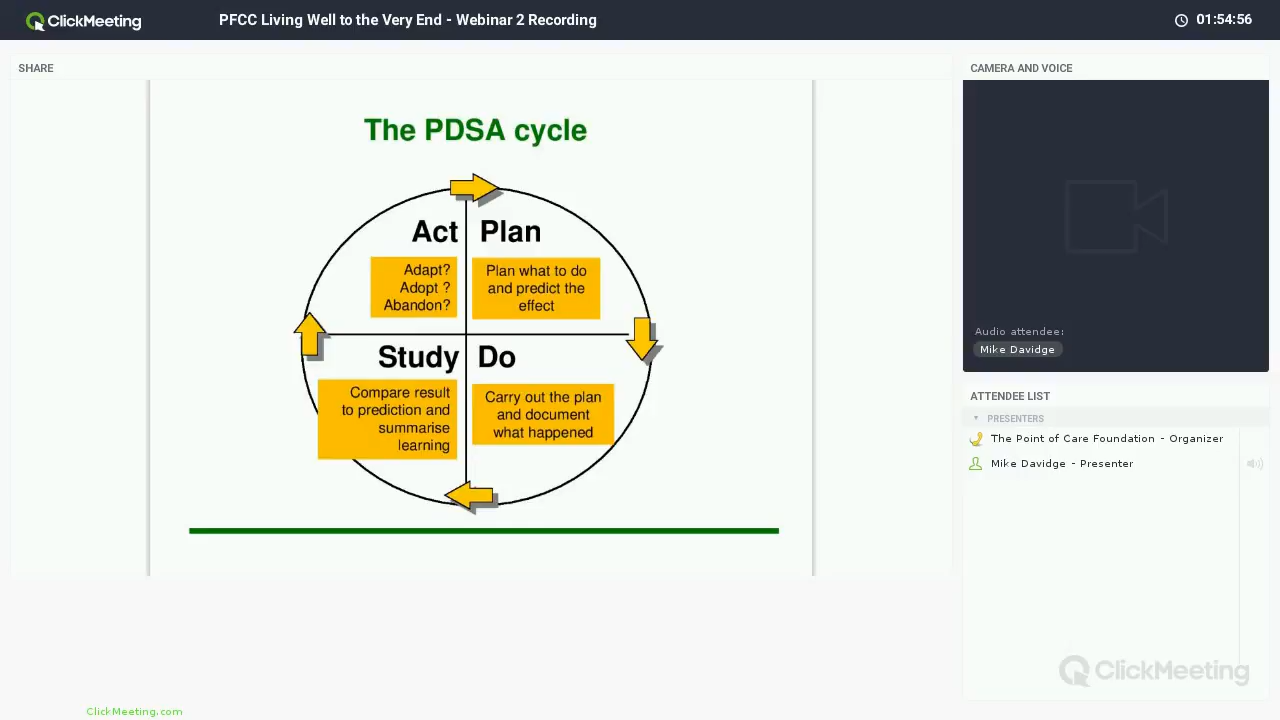 ClickMeeting
PFCC Living Well to the Very End - Webinar 2 Recording
01:54:56
SHARE
The PDSA cycle
Act
Plan
Adapt?
Adopt ?
Abandon?
Plan what to do
and predict the
effect
Study
Do
Compare result
to prediction and
summarise
learning
Carry out the plan
and document
what happened
CAMERA AND VOICE
Audio attendee:
Mike Davidge
ATTENDEE LIST
PRESENTERS
The Point of Care Foundation - Organizer
Mike Davidge - Presenter
ClickMeeting
ClickMeeting.com